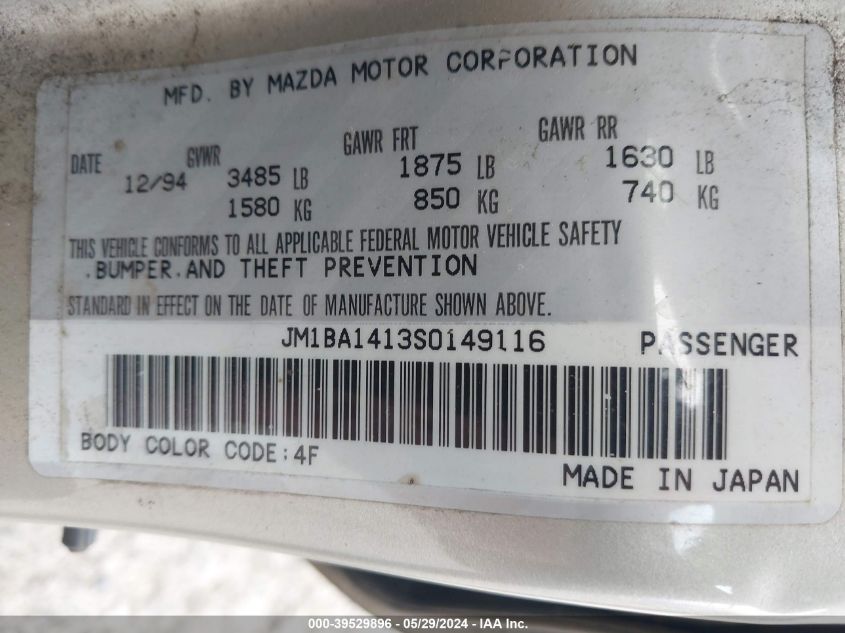 MFD. BY MAZDA MOTOR CORPORATION
DATE GVWR GAWR FRT GAWR RR
12/94 3485 LB 1875 LB 1630 LB
1580 KG 850 KG 740 KG
THIS VEHICLE CONFORMS TO ALL APPLICABLE FEDERAL MOTOR VEHICLE SAFETY
.BUMPER.AND THEFT PREVENTION
STANDARD IN EFFECT ON THE DATE OF MANUFACTURE SHOWN ABOVE.
JM1BA1413S0149116 PASSENGER
BODY COLOR CODE:4F
MADE IN JAPAN
000-39529896 - 05/29/2024 - IAA Inc.